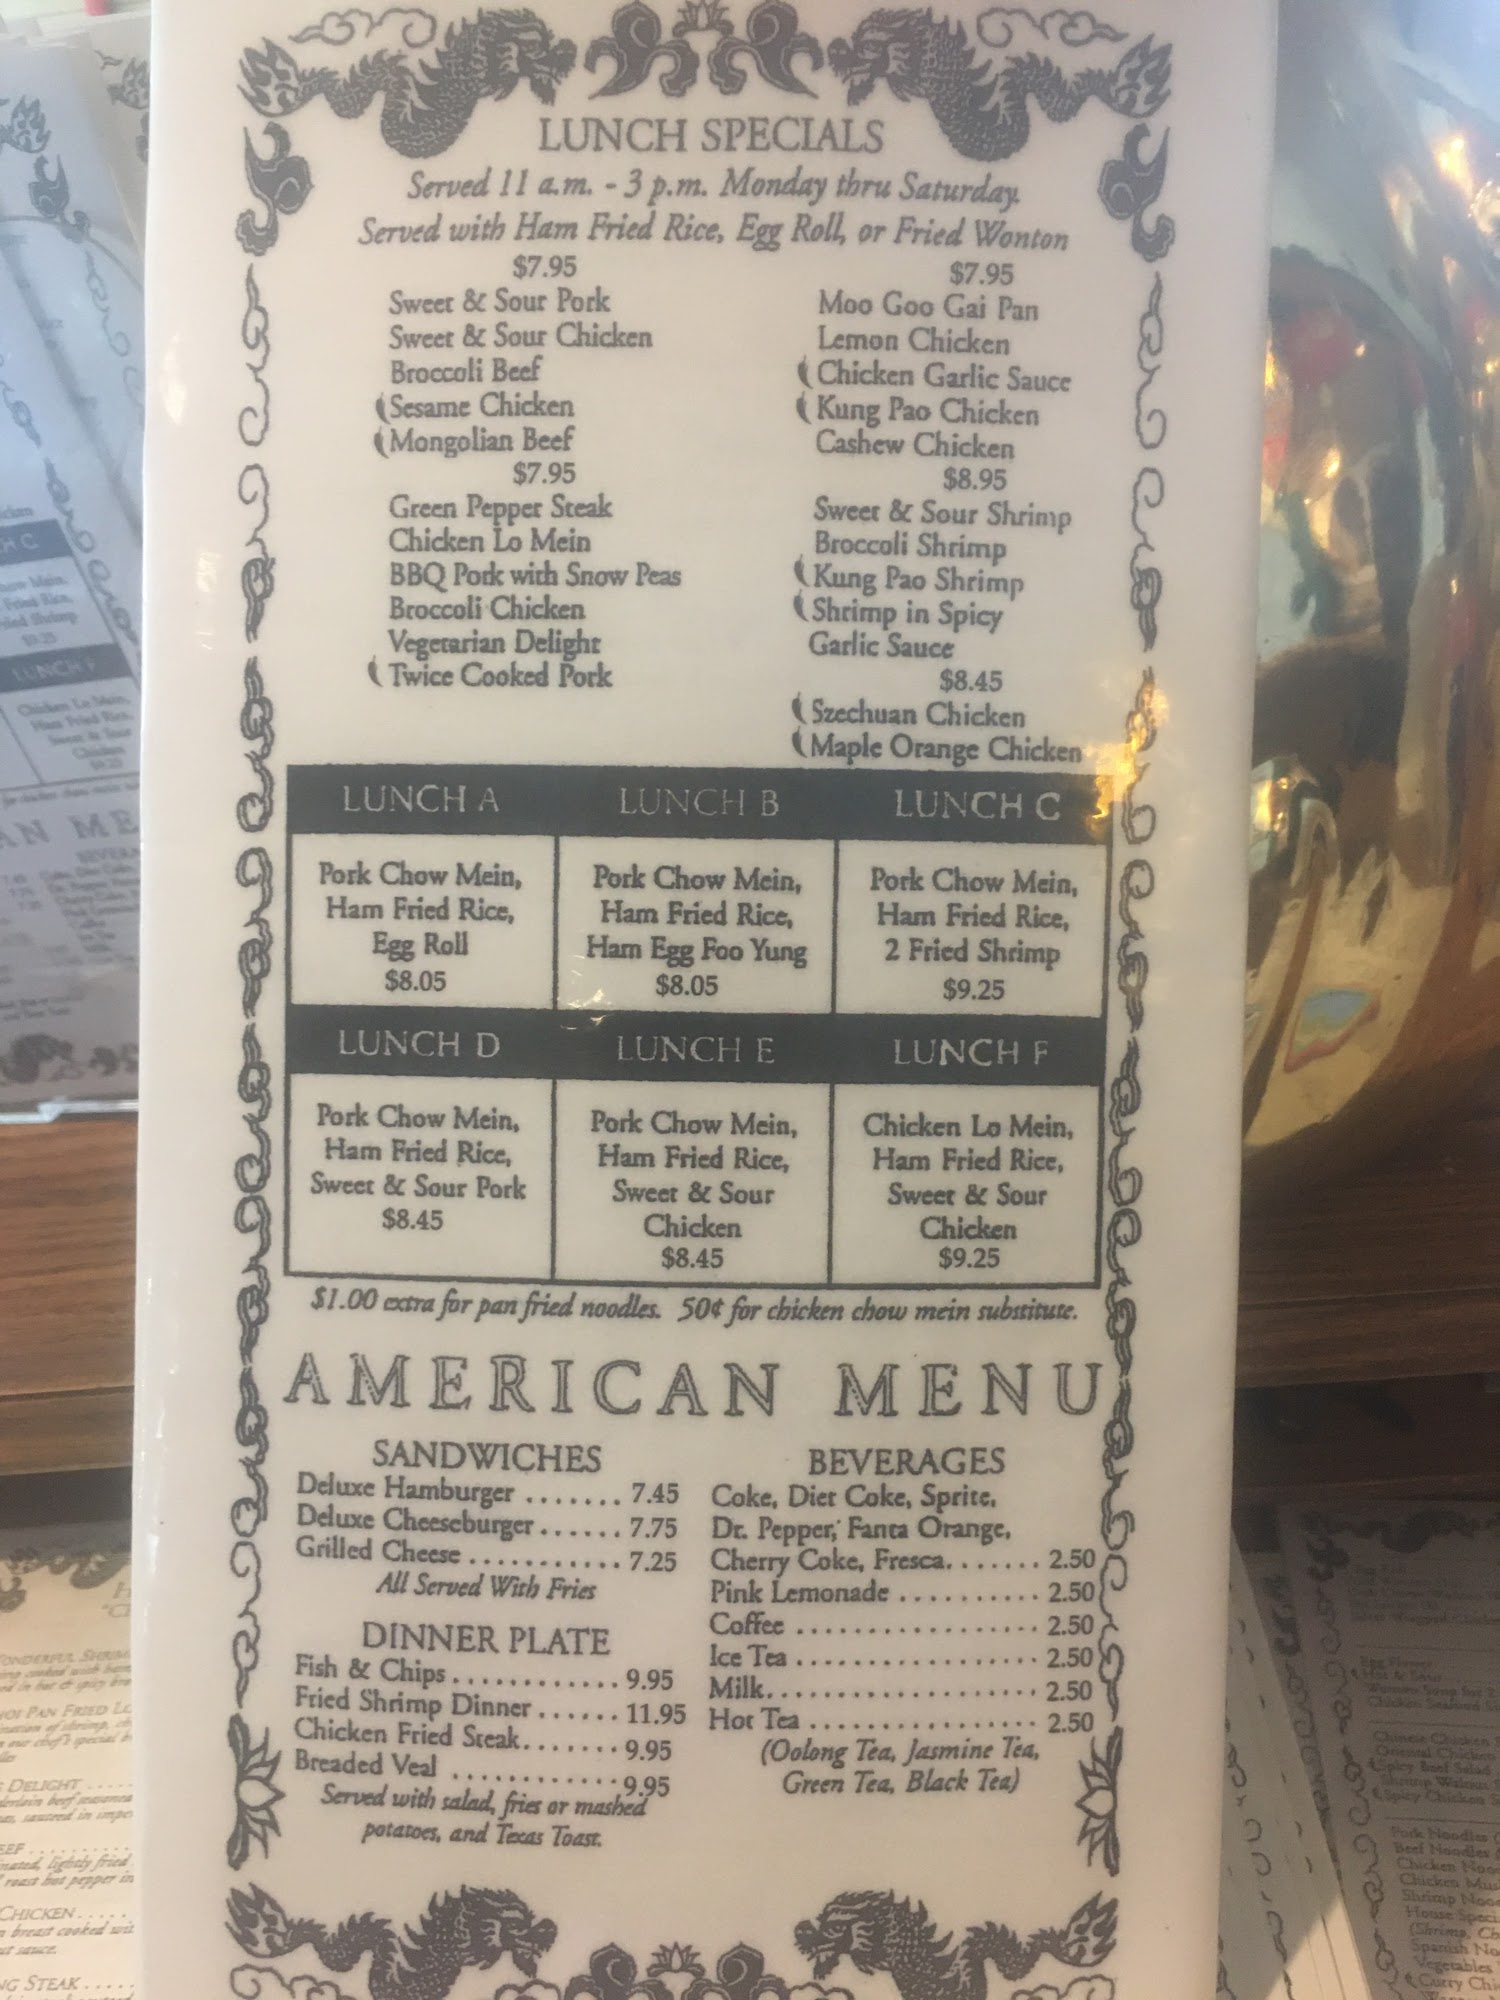 LUNCH SPECIALS
Served 11 a.m. - 3 p.m. Monday thru Saturday.
Served with Ham Fried Rice, Egg Roll, or Fried Wonton
$7.95
Sweet & Sour Pork
Sweet & Sour Chicken
Broccoli Beef
Sesame Chicken
Mongolian Beef
$7.95
Green Pepper Steak
Chicken Lo Mein
BBQ Pork with Snow Peas
Broccoli Chicken
Vegetarian Delight
Twice Cooked Pork
$7.95
Moo Goo Gai Pan
Lemon Chicken
Chicken Garlic Sauce
Kung Pao Chicken
Cashew Chicken
$8.95
Sweet & Sour Shrimp
Broccoli Shrimp
Kung Pao Shrimp
Shrimp in Spicy
Garlic Sauce
$8.45
Szechuan Chicken
Maple Orange Chicken
LUNCH A
Pork Chow Mein,
Ham Fried Rice,
Egg Roll
$8.05
LUNCH B
Pork Chow Mein,
Ham Fried Rice,
Ham Egg Foo Yung
$8.05
LUNCH C
Pork Chow Mein,
Ham Fried Rice,
2 Fried Shrimp
$9.25
LUNCH D
Pork Chow Mein,
Ham Fried Rice,
Sweet & Sour Pork
$8.45
LUNCH E
Pork Chow Mein,
Ham Fried Rice,
Sweet & Sour
Chicken
$8.45
LUNCH F
Chicken Lo Mein,
Ham Fried Rice,
Sweet & Sour
Chicken
$9.25
$1.00 extra for pan fried noodles. 50¢ for chicken chow mein substitute.
AMERICAN MENU
SANDWICHES
Deluxe Hamburger ....... 7.45
Deluxe Cheeseburger...... 7.75
Grilled Cheese ........... 7.25
All Served With Fries
DINNER PLATE
Fish & Chips............ 9.95
Fried Shrimp Dinner ...... 11.95
Chicken Fried Steak....... 9.95
Breaded Veal ............ 9.95
Served with salad, fries or mashed
potatoes, and Texas Toast.
BEVERAGES
Coke, Diet Coke, Sprite,
Dr. Pepper, Fanta Orange,
Cherry Coke, Fresca....... 2.50
Pink Lemonade .......... 2.50
Coffee ................. 2.50
Ice Tea ................. 2.50
Milk.................... 2.50
Hot Tea ................ 2.50
(Oolong Tea, Jasmine Tea,
Green Tea, Black Tea)